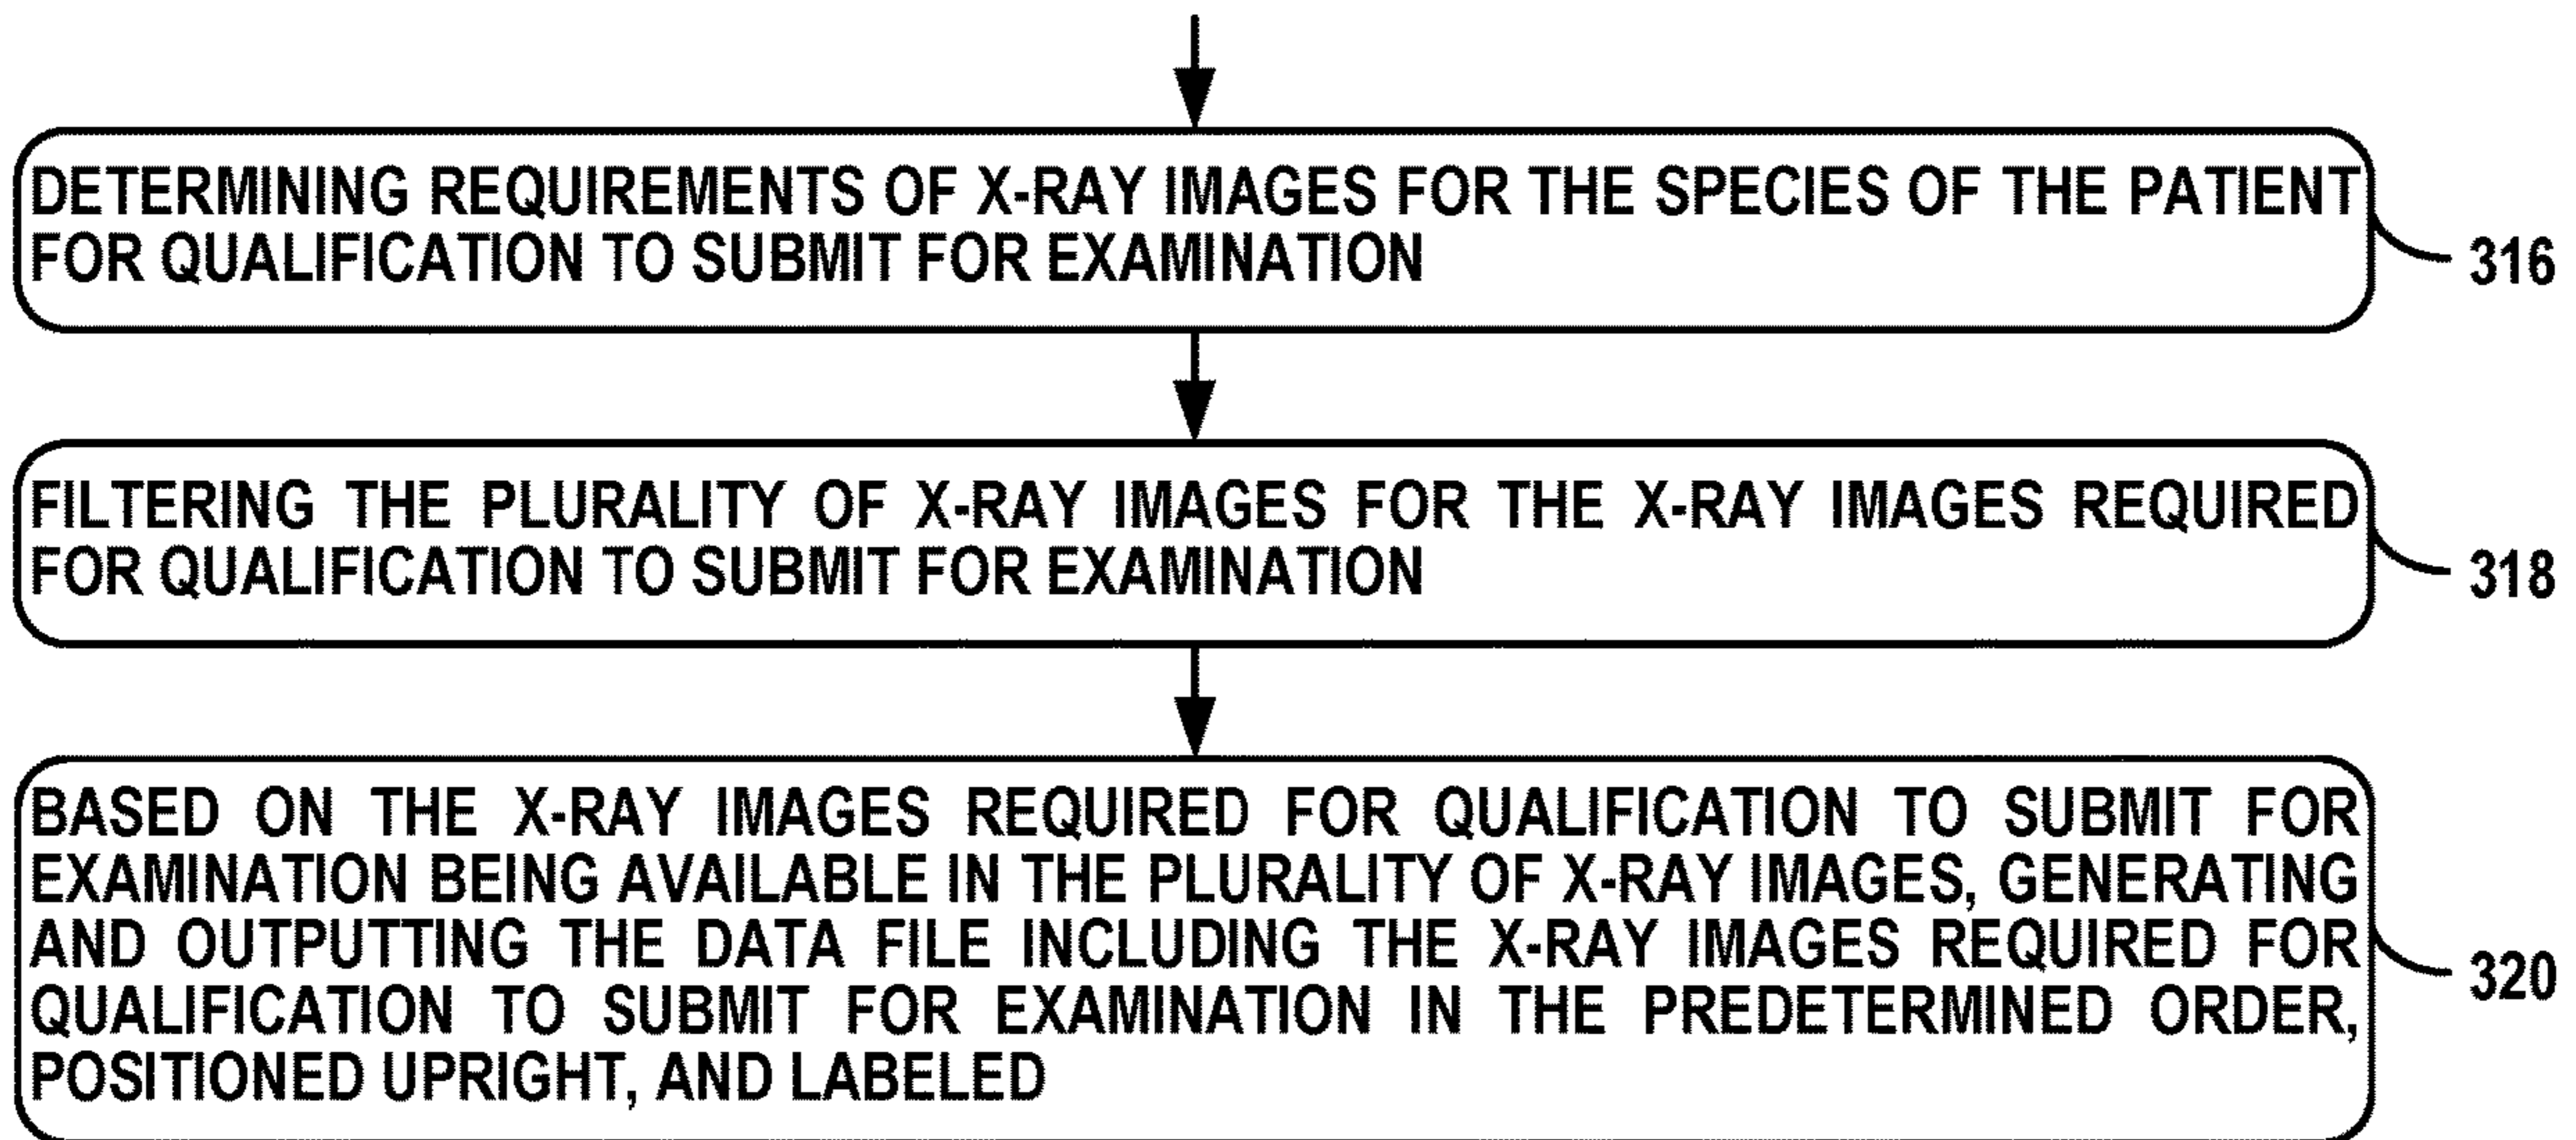 DETERMINING REQUIREMENTS OF X-RAY IMAGES FOR THE SPECIES OF THE PATIENT
FOR QUALIFICATION TO SUBMIT FOR EXAMINATION
316
FILTERING THE PLURALITY OF X-RAY IMAGES FOR THE X-RAY IMAGES REQUIRED
FOR QUALIFICATION TO SUBMIT FOR EXAMINATION
318
BASED ON THE X-RAY IMAGES REQUIRED FOR QUALIFICATION TO SUBMIT FOR
EXAMINATION BEING AVAILABLE IN THE PLURALITY OF X-RAY IMAGES, GENERATING
AND OUTPUTTING THE DATA FILE INCLUDING THE X-RAY IMAGES REQUIRED FOR
QUALIFICATION TO SUBMIT FOR EXAMINATION IN THE PREDETERMINED ORDER,
POSITIONED UPRIGHT, AND LABELED
320